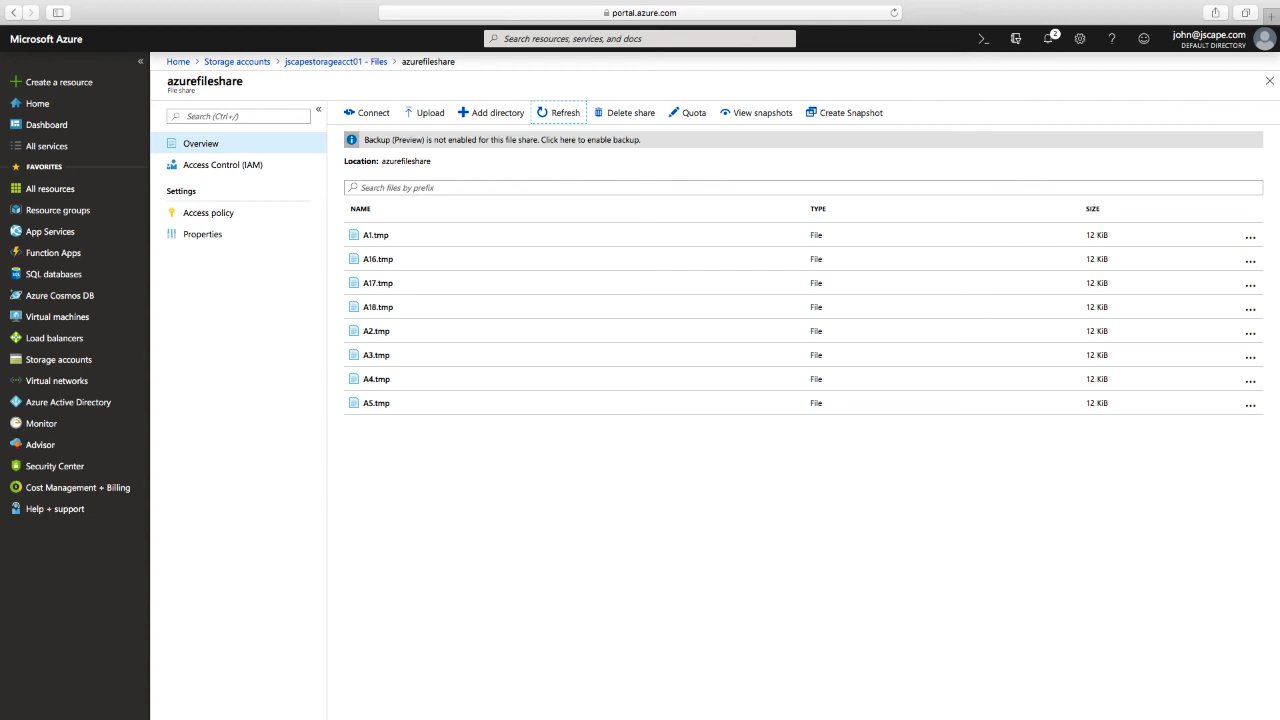 portal.azure.com
Microsoft Azure
Search resources, services, and docs
2
john@jscape.com
DEFAULT DIRECTORY
Create a resource
Home
Dashboard
All services
FAVORITES
All resources
Resource groups
App Services
Function Apps
SQL databases
Azure Cosmos DB
Virtual machines
Load balancers
Storage accounts
Virtual networks
Azure Active Directory
Monitor
Advisor
Security Center
Cost Management + Billing
Help + support
Home > Storage accounts > jscapestorageacct01 - Files > azurefileshare
azurefileshare
File share
Search (Ctrl+/)
Overview
Access Control (IAM)
Settings
Access policy
Properties
Connect Upload Add directory Refresh Delete share Quota View snapshots Create Snapshot
Backup (Preview) is not enabled for this file share. Click here to enable backup.
Location: azurefileshare
Search files by prefix
NAME TYPE SIZE
A1.tmp File 12 KiB ...
A16.tmp File 12 KiB ...
A17.tmp File 12 KiB ...
A18.tmp File 12 KiB ...
A2.tmp File 12 KiB ...
A3.tmp File 12 KiB ...
A4.tmp File 12 KiB ...
A5.tmp File 12 KiB ...